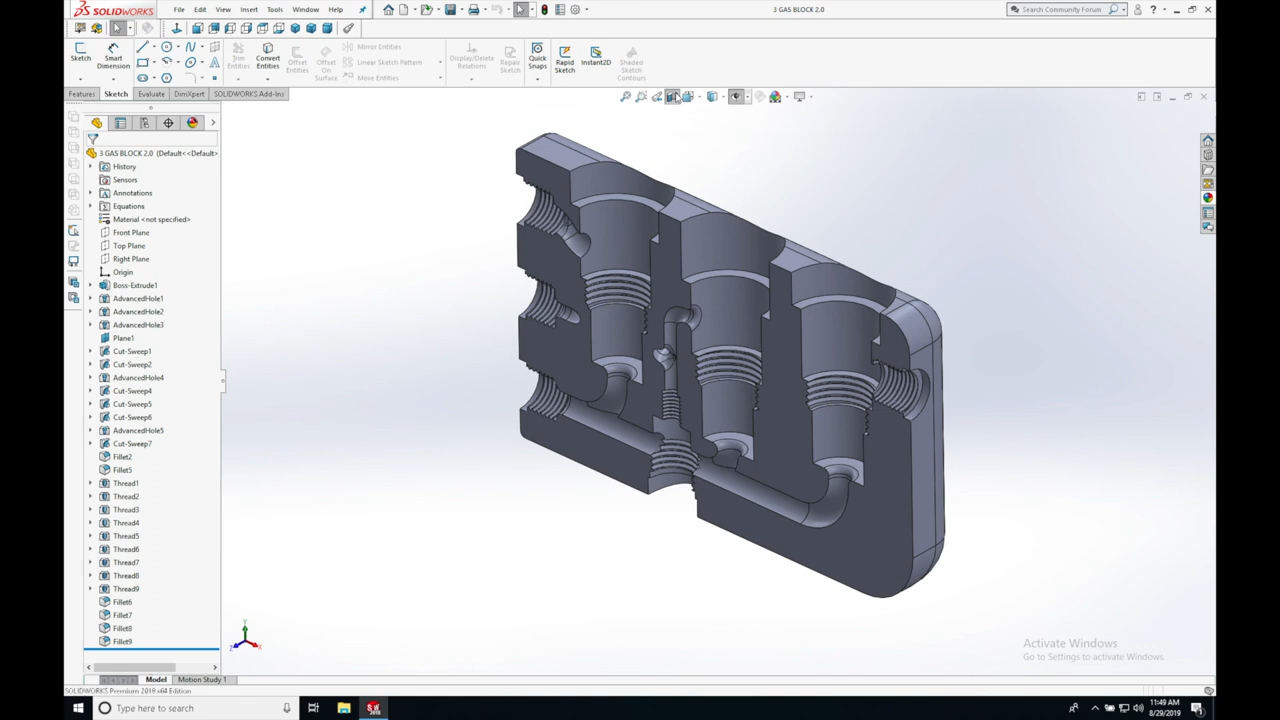 SOLIDWORKS File Edit View Insert Tools Window Help 3 GAS BLOCK 2.0 Search Community Forum
Sketch Smart Dimension Trim Entities Convert Entities Offset Entities Offset On Surface Mirror Entities Linear Sketch Pattern Move Entities Display/Delete Relations Repair Sketch Quick Snaps Rapid Sketch Instant2D Shaded Sketch Contours
Features Sketch Evaluate DimXpert SOLIDWORKS Add-Ins
3 GAS BLOCK 2.0 (Default<<Default>
History
Sensors
Annotations
Equations
Material <not specified>
Front Plane
Top Plane
Right Plane
Origin
Boss-Extrude1
AdvancedHole1
AdvancedHole2
AdvancedHole3
Plane1
Cut-Sweep1
Cut-Sweep2
AdvancedHole4
Cut-Sweep4
Cut-Sweep5
Cut-Sweep6
AdvancedHole5
Cut-Sweep7
Fillet2
Fillet5
Thread1
Thread2
Thread3
Thread4
Thread5
Thread6
Thread7
Thread8
Thread9
Fillet6
Fillet7
Fillet8
Fillet9
Y
Z X
Activate Windows
Go to Settings to activate Windows.
Model Motion Study 1
SOLIDWORKS Premium 2018 x64 Edition
Type here to search
11:49 AM
8/29/2019